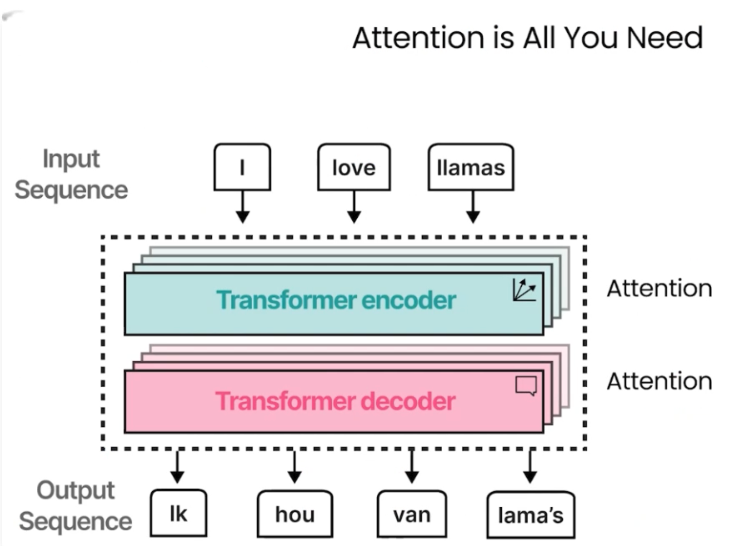 Attention is All You Need
Input
Sequence
I
love
llamas
Transformer encoder
Attention
Transformer decoder
Attention
Output
Sequence
Ik
hou
van
lama's